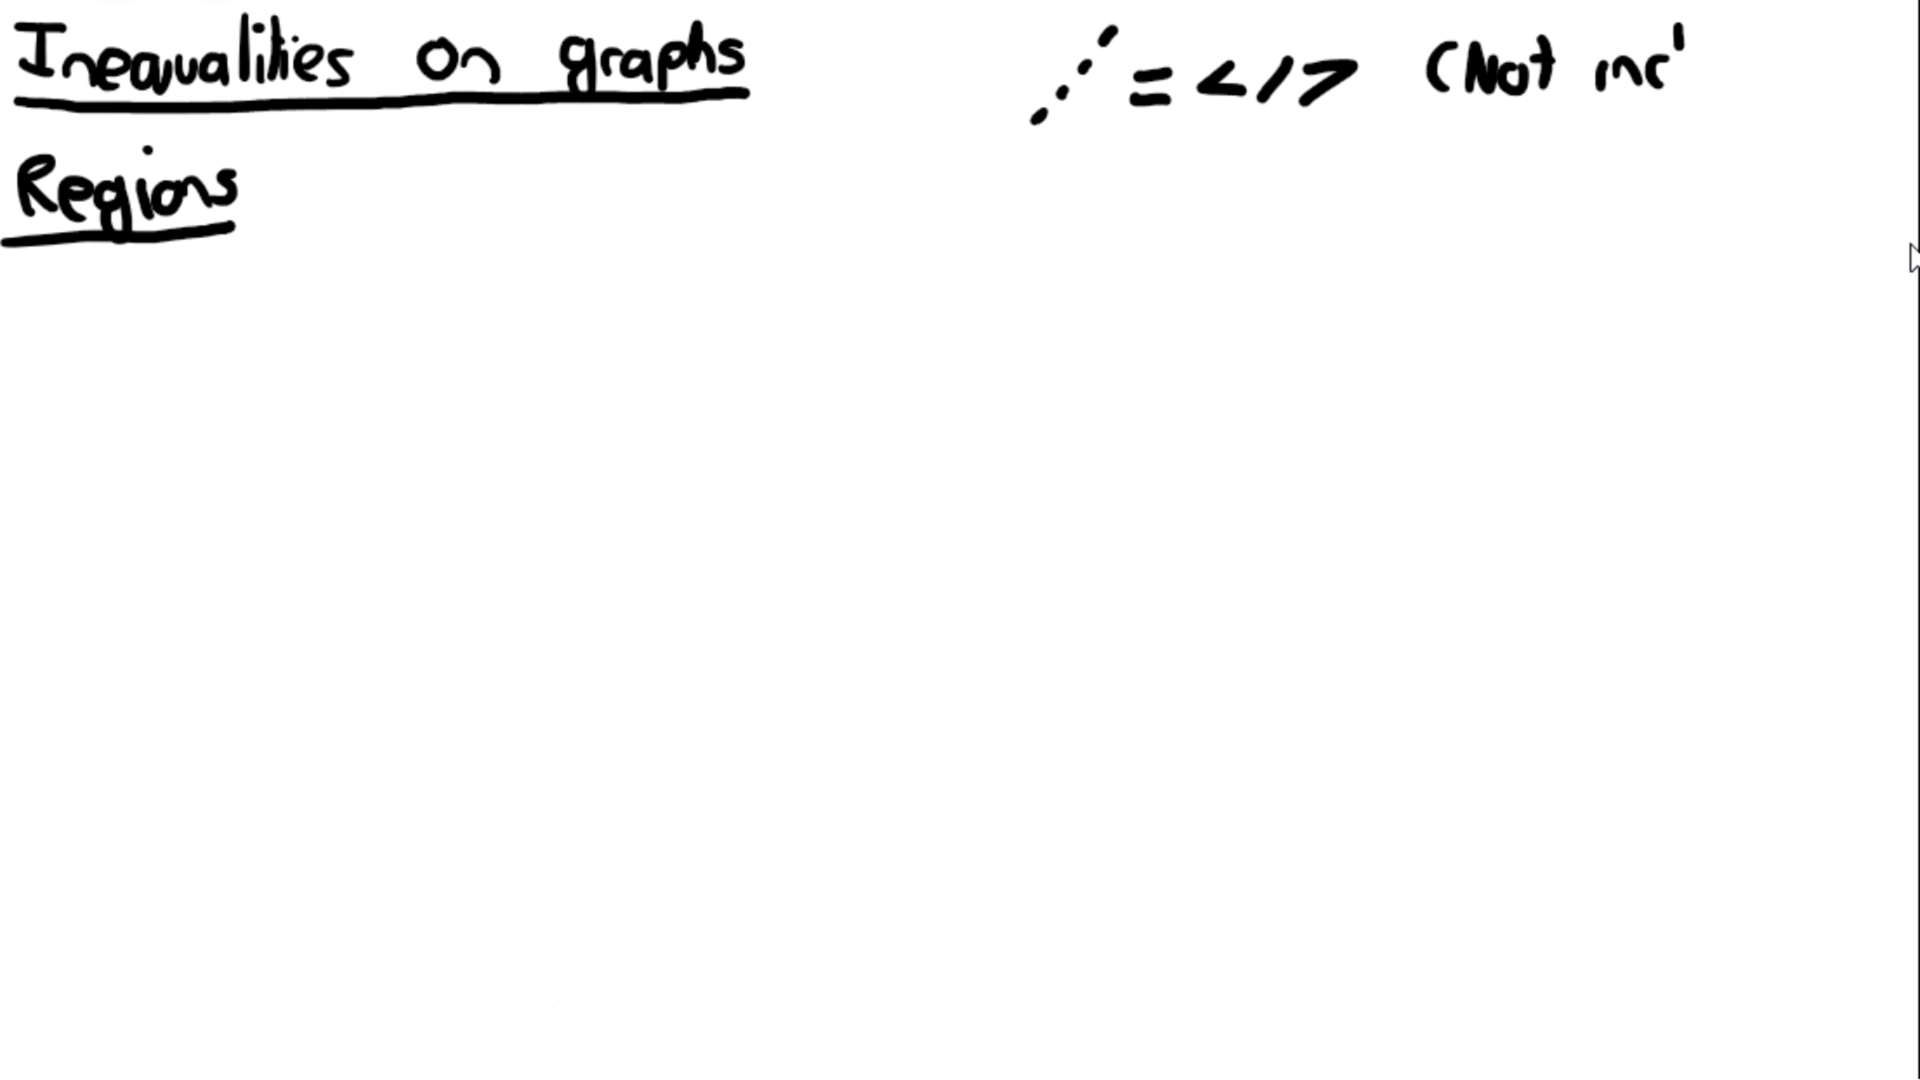 Inequalities on graphs
= </> (Not inc'
Regions